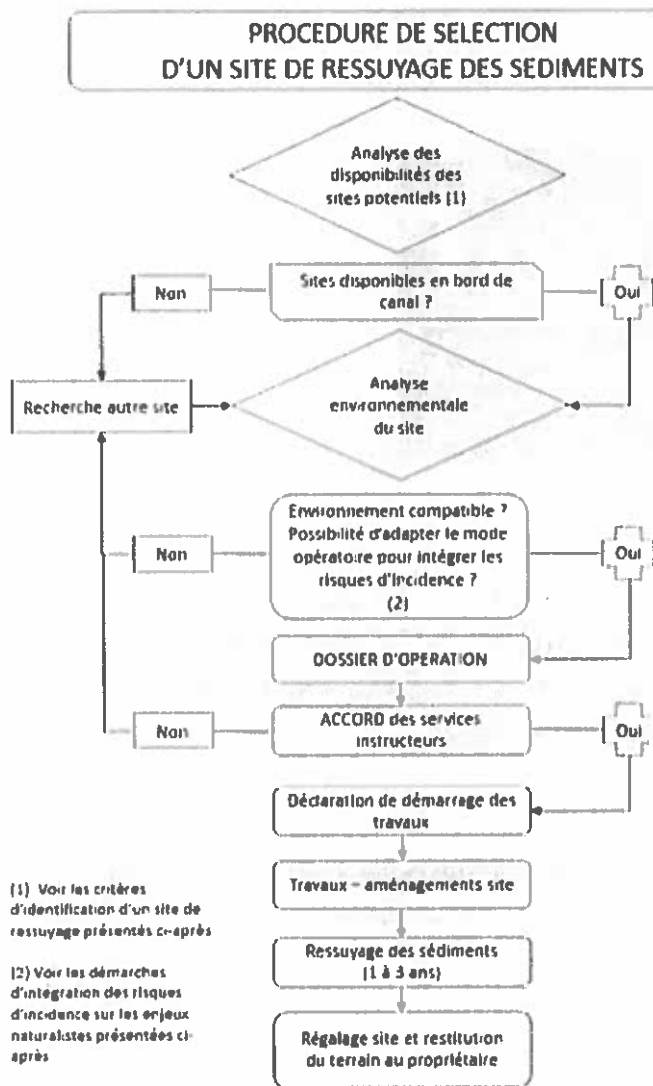 PROCEDURE DE SELECTION
D'UN SITE DE RESSUYAGE DES SEDIMENTS
Analyse des
disponibilités des
sites potentiels (1)
Non
Sites disponibles en bord de
canal ?
Oui
Recherche autre site
Analyse
environnementale
du site
Non
Environnement compatible ?
Possibilité d'adapter le mode
opératoire pour intégrer les
risques d'incidence ?
(2)
Oui
DOSSIER D'OPERATION
Non
ACCORD des services
instructeurs
Oui
Déclaration de démarrage des
travaux
Travaux – aménagements site
Ressuyage des sédiments
(1 à 3 ans)
Régalage site et restitution
du terrain au propriétaire
(1) Voir les critères
d'identification d'un site de
ressuyage présentés ci-après
(2) Voir les démarches
d'intégration des risques
d'incidence sur les enjeux
naturalistes présentées ci-
après